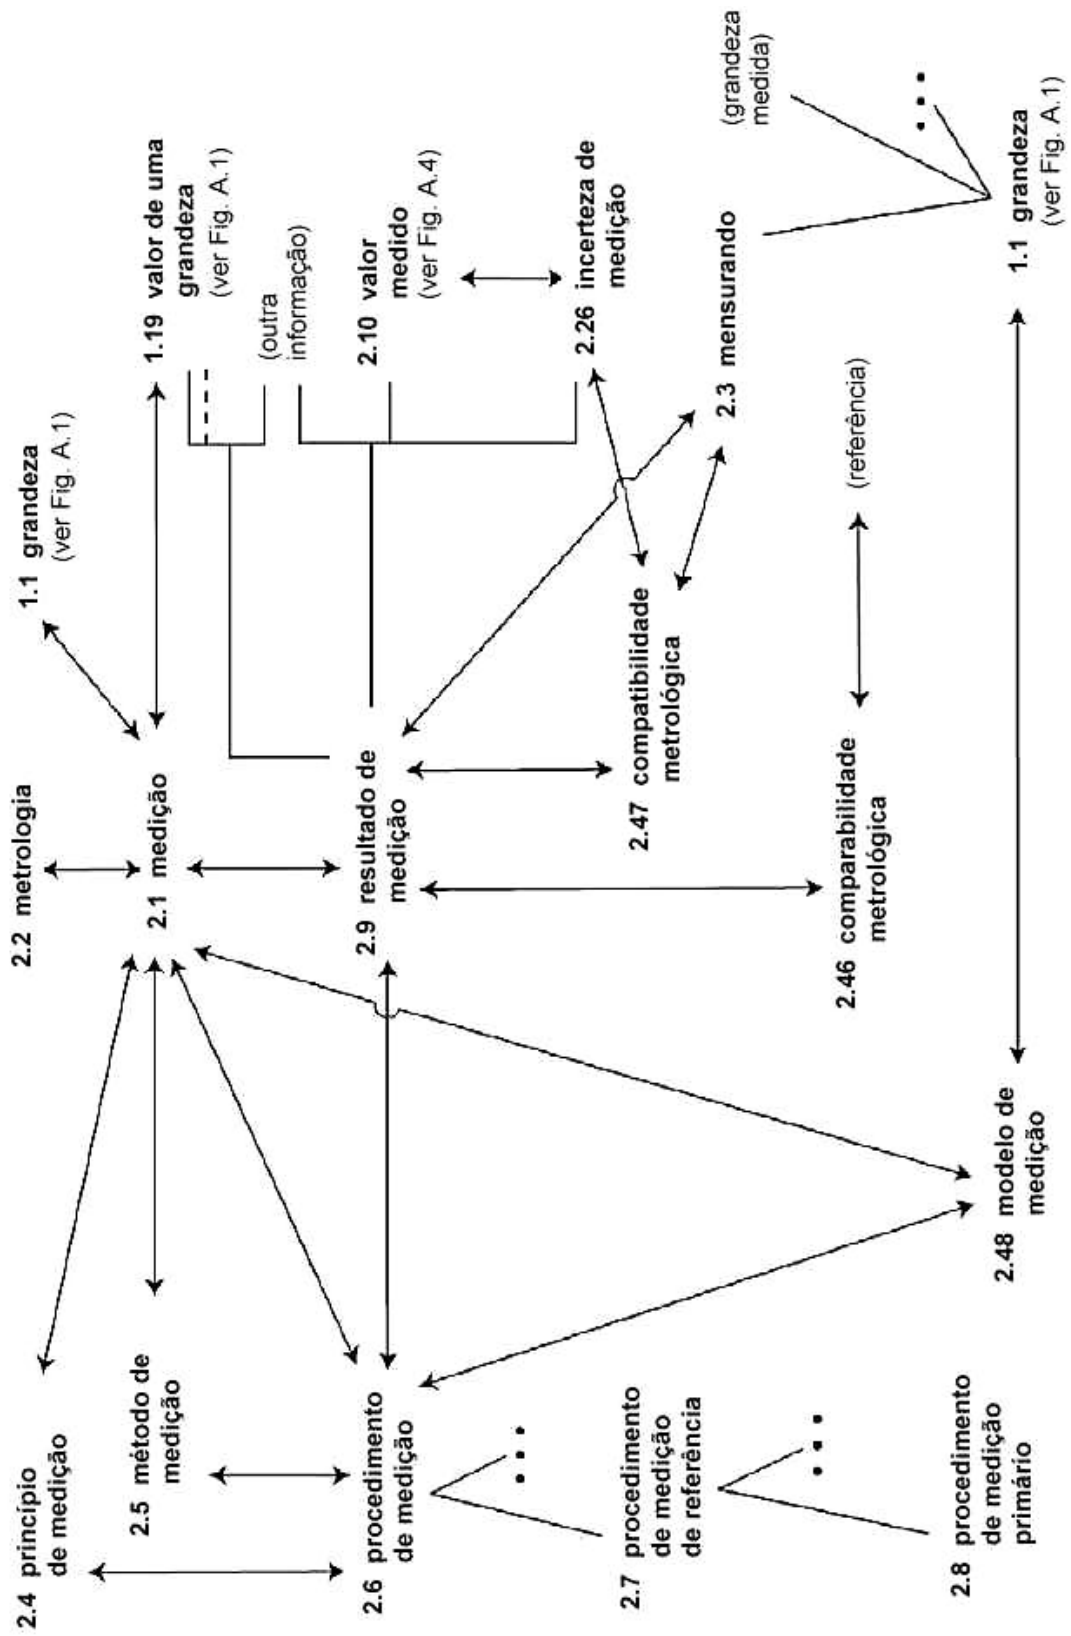 2.4 princípio
de medição
2.2 metrologia
1.1 grandeza
(ver Fig. A.1)
2.5 método de
medição
2.1 medição
1.19 valor de uma
grandeza
(ver Fig. A.1)
(outra
informação)
2.6 procedimento
de medição
2.9 resultado de
medição
2.10 valor
medido
(ver Fig. A.4)
2.26 incerteza de
medição
2.7 procedimento
de medição
de referência
2.47 compatibilidade
metrológica
2.3 mensurando
(grandeza
medida)
2.46 comparabilidade
metrológica
(referência)
2.8 procedimento
de medição
primário
2.48 modelo de
medição
1.1 grandeza
(ver Fig. A.1)